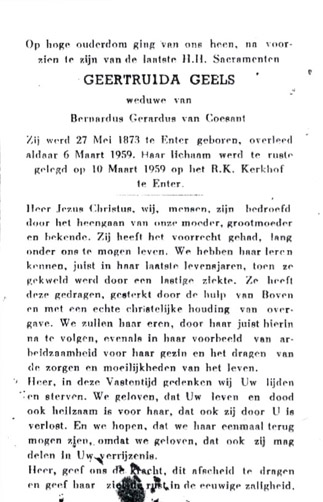 Op hoge ouderdom ging van ons heen, na voor-
zien te zijn van de laatste H.H. Sacramenten
GEERTRUIDA GEELS
weduwe van
Bernardus Gerardus van Coesant
Zij werd 27 Mei 1873 te Enter geboren, overleed
aldaar 6 Maart 1959. Haar lichaam werd te ruste
gelegd op 10 Maart 1959 op het R.K. Kerkhof
te Enter.
Heer Jezus Christus, wij, mensen, zijn bedroefd
door het heengaan van onze moeder, grootmoeder
en bekende. Zij heeft het voorrecht gehad, lang
onder ons te mogen leven. We hebben haar leren
kennen, juist in haar laatste levensjaren, toen ze
gekweld werd door een lastige ziekte. Ze heeft
deze gedragen, gesterkt door de hulp van Boven
en met een echte christelijke houding van over-
gave. We zullen haar eren, door haar juist hierin
na te volgen, evenals in haar voorbeeld van ar-
beidzaamheid voor haar gezin en het dragen van
de zorgen en moeilijkheden van het leven.
Heer, in deze Vastentijd gedenken wij Uw lijden
en sterven. We geloven, dat Uw leven en dood
ook heilzaam is voor haar, dat ook zij door U is
verlost. En we hopen, dat we haar eenmaal terug
mogen zien, omdat we geloven, dat ook zij mag
delen in Uw verrijzenis.
Heer, geef ons de kracht, dit afscheid te dragen
en geef haar rust in de eeuwige zaligheid.